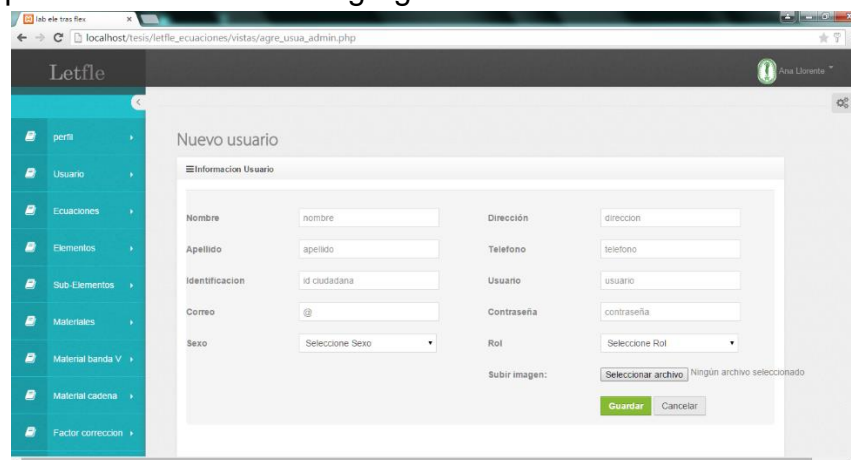 lab ele tras flex
localhost/tesis/letfle_ecuaciones/vistas/agre_usua_admin.php
Letfle
Ana Llorente
perfil
Usuario
Ecuaciones
Elementos
Sub-Elementos
Materiales
Material banda V
Material cadena
Factor correccion
Nuevo usuario
Informacion Usuario
Nombre nombre Dirección direccion
Apellido apellido Telefono telefono
Identificacion id ciudadana Usuario usuario
Correo @ Contraseña contraseña
Sexo Seleccione Sexo Rol Seleccione Rol
Subir imagen: Seleccionar archivo Ningún archivo seleccionado
Guardar Cancelar